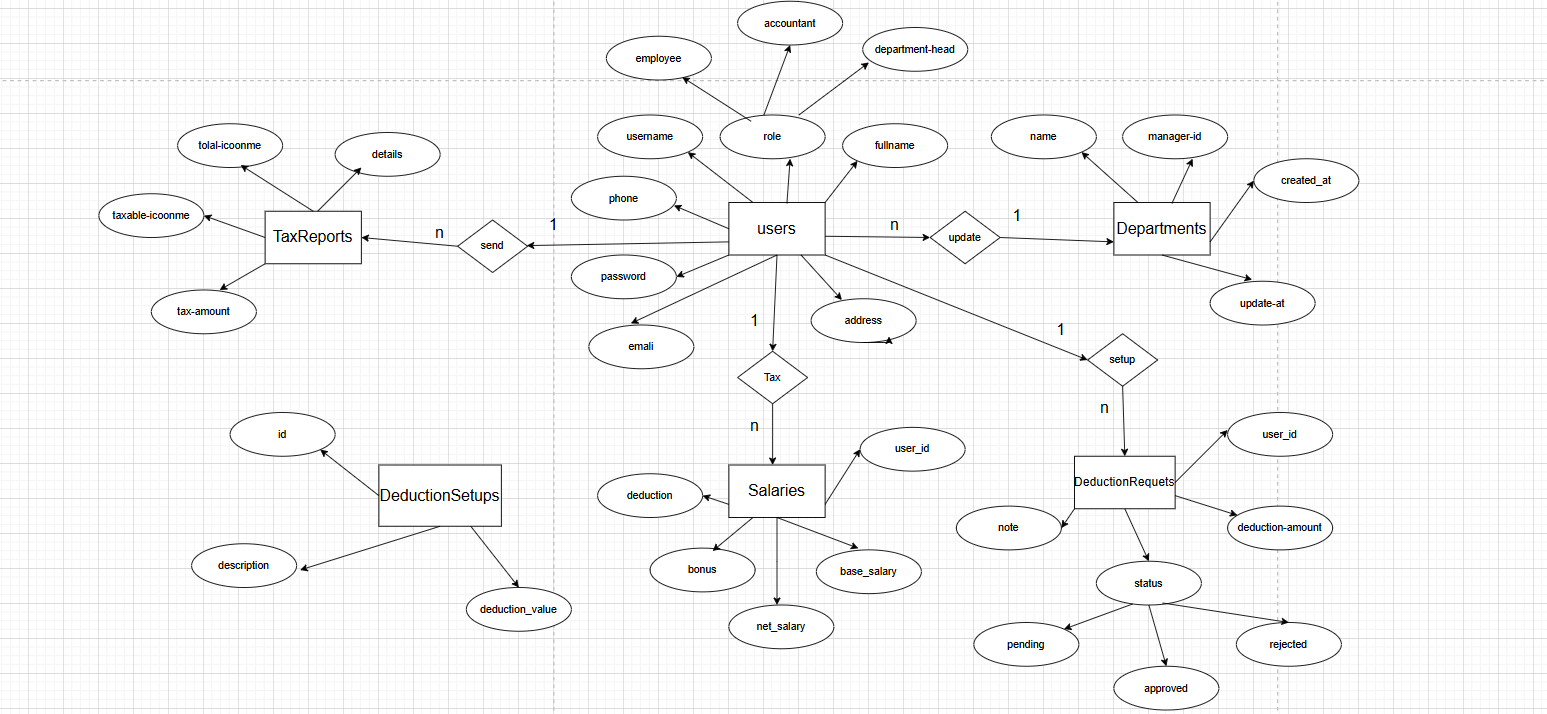 accountant
department-head
employee
username
role
fullname
name
manager-id
tolal-icoonme
details
created_at
phone
taxable-icoonme
TaxReports
n
send
1
users
n
update
1
Departments
password
update-at
tax-amount
emali
address
1
1
setup
Tax
n
n
id
user_id
user_id
DeductionSetups
deduction
Salaries
DeductionRequets
note
deduction-amount
description
bonus
base_salary
status
deduction_value
net_salary
pending
rejected
approved